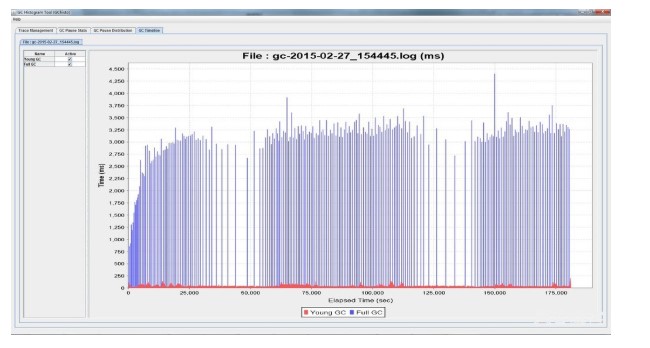 Gc Histogram Tool (GCHisto)
Help
Trace Management GC Pause Stats GC Pause Distribution GC Timeline
File : gc-2015-02-27_154445.log
Name Active
Young GC
Full GC
File : gc-2015-02-27_154445.log (ms)
Time (ms)
4,500
4,250
4,000
3,750
3,500
3,250
3,000
2,750
2,500
2,250
2,000
1,750
1,500
1,250
1,000
750
500
250
0
0 25,000 50,000 75,000 100,000 125,000 150,000 175,000
Elapsed Time (sec)
Young GC Full GC